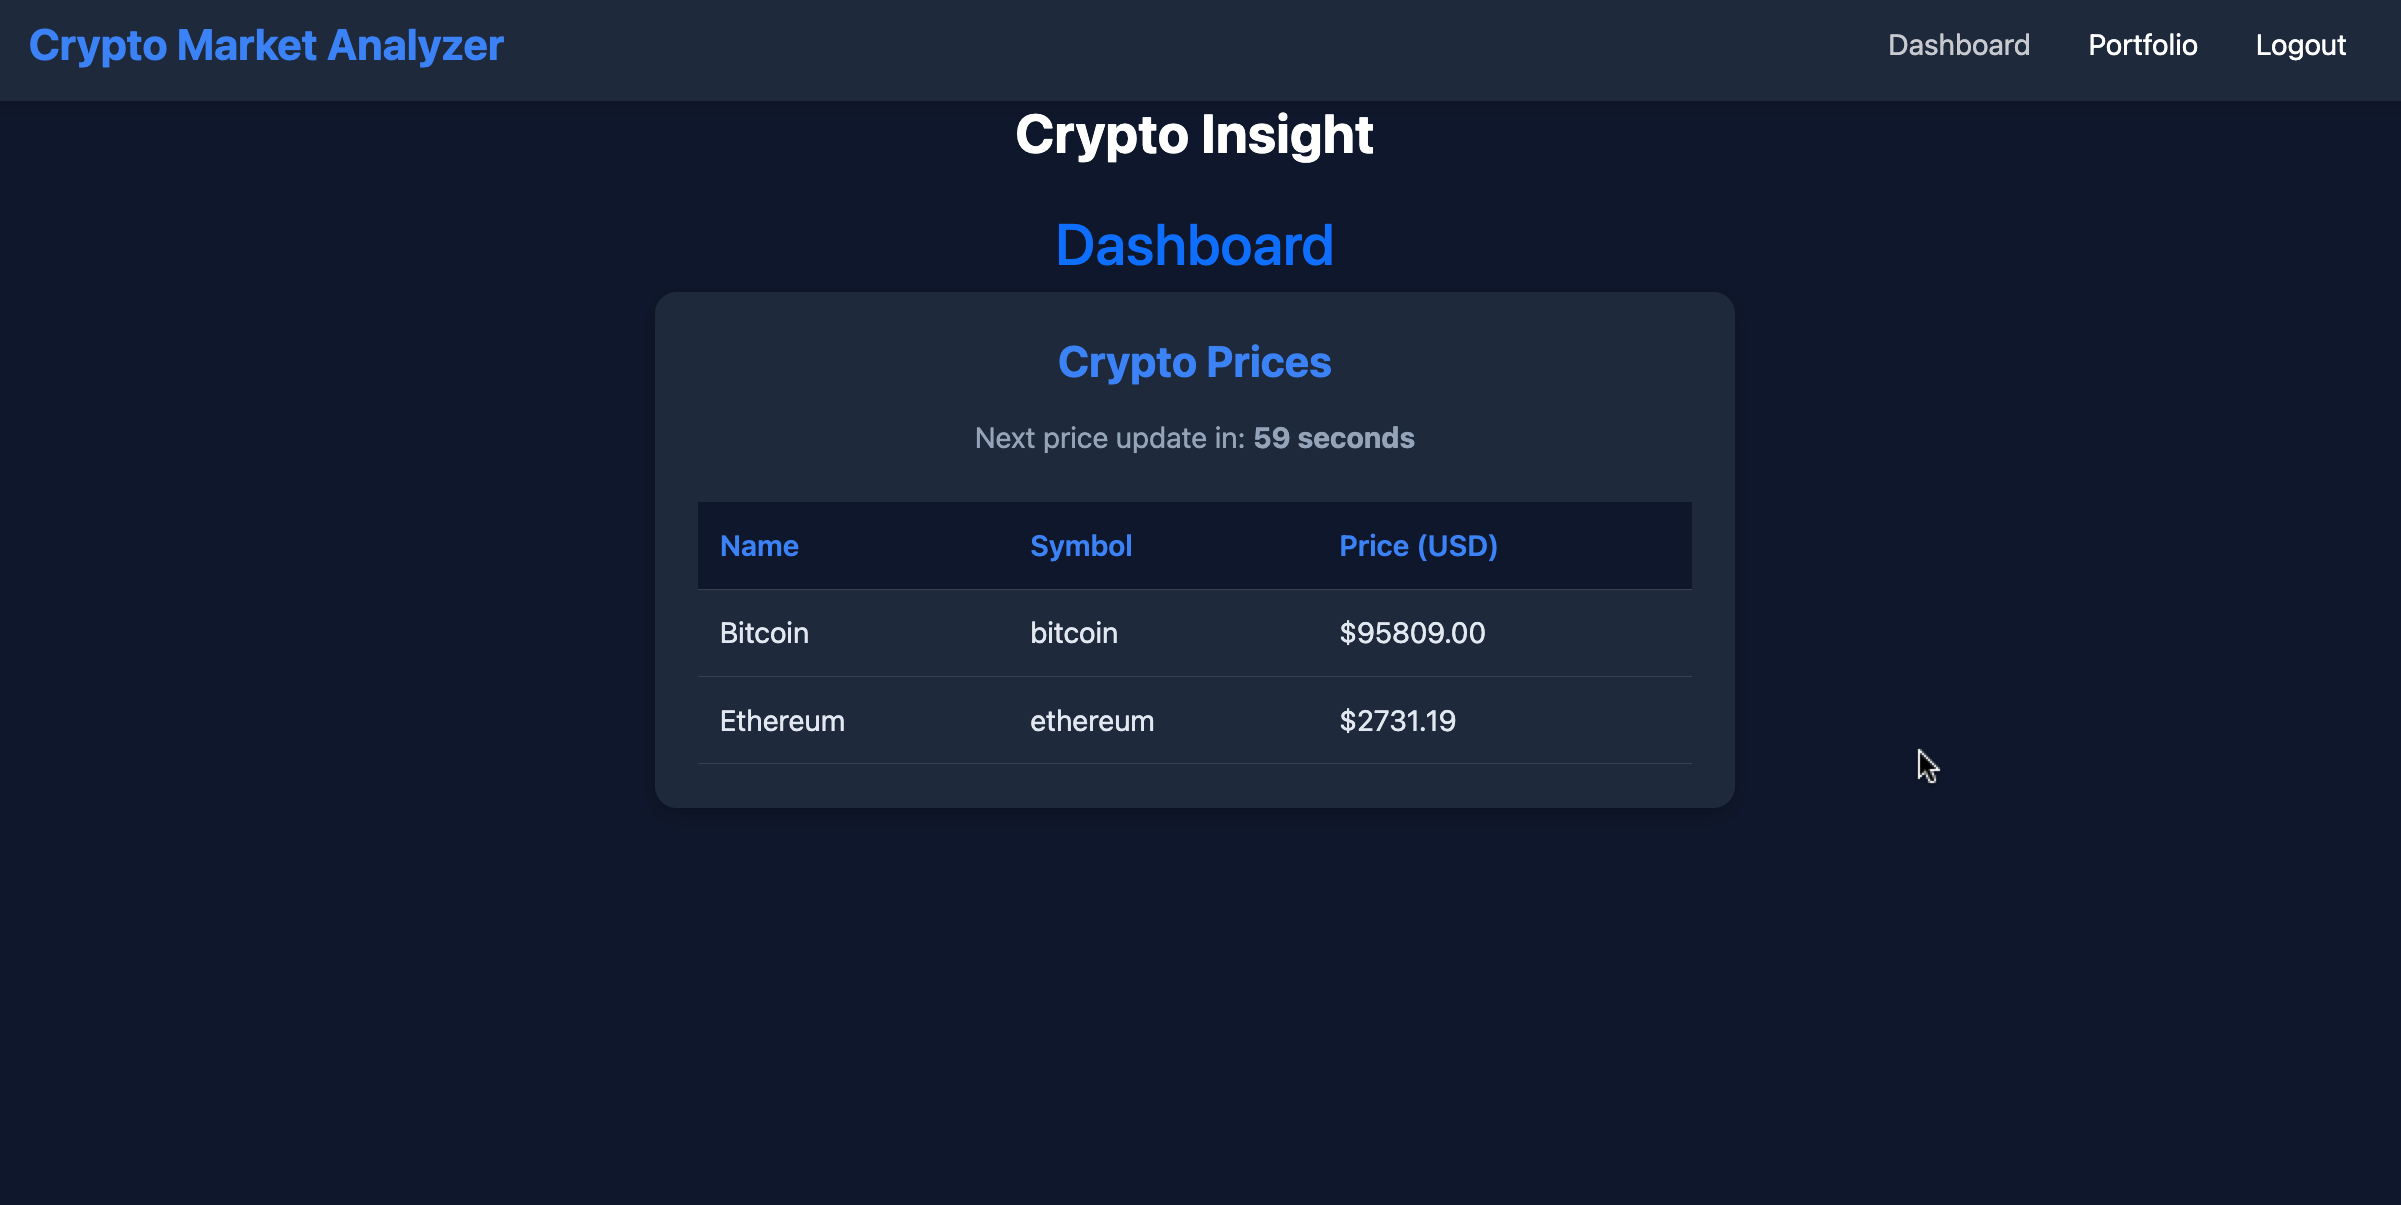 Crypto Market Analyzer Dashboard Portfolio Logout
Crypto Insight
Dashboard
Crypto Prices
Next price update in: 59 seconds
Name Symbol Price (USD)
Bitcoin bitcoin $95809.00
Ethereum ethereum $2731.19